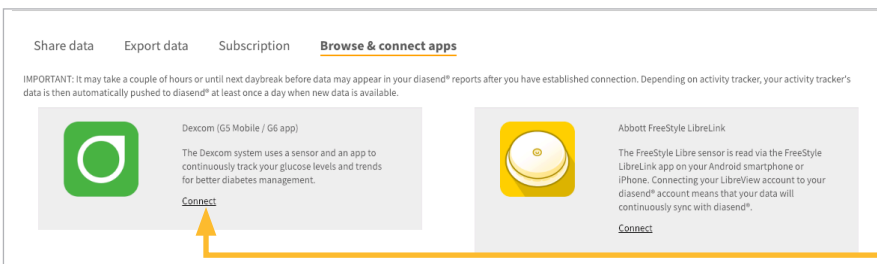 Share data Export data Subscription Browse & connect apps
IMPORTANT: It may take a couple of hours or until next daybreak before data may appear in your diasend® reports after you have established connection. Depending on activity tracker, your activity tracker's
data is then automatically pushed to diasend® at least once a day when new data is available.
Dexcom (G5 Mobile / G6 app)
The Dexcom system uses a sensor and an app to
continuously track your glucose levels and trends
for better diabetes management.
Connect
Abbott FreeStyle LibreLink
The FreeStyle Libre sensor is read via the FreeStyle
LibreLink app on your Android smartphone or
iPhone. Connecting your LibreView account to your
diasend® account means that your data will
continuously sync with diasend®.
Connect